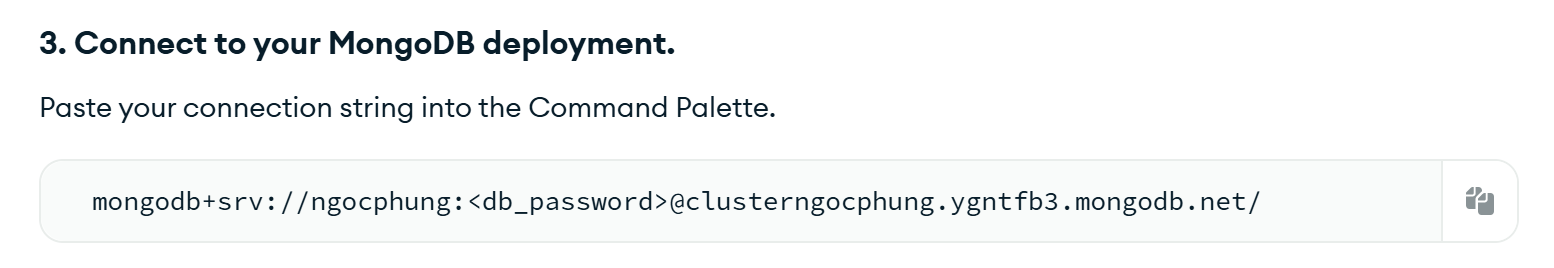 3. Connect to your MongoDB deployment.
Paste your connection string into the Command Palette.
mongodb+srv://ngocphung:<db_password>@clusterngocphung.ygntfb3.mongodb.net/